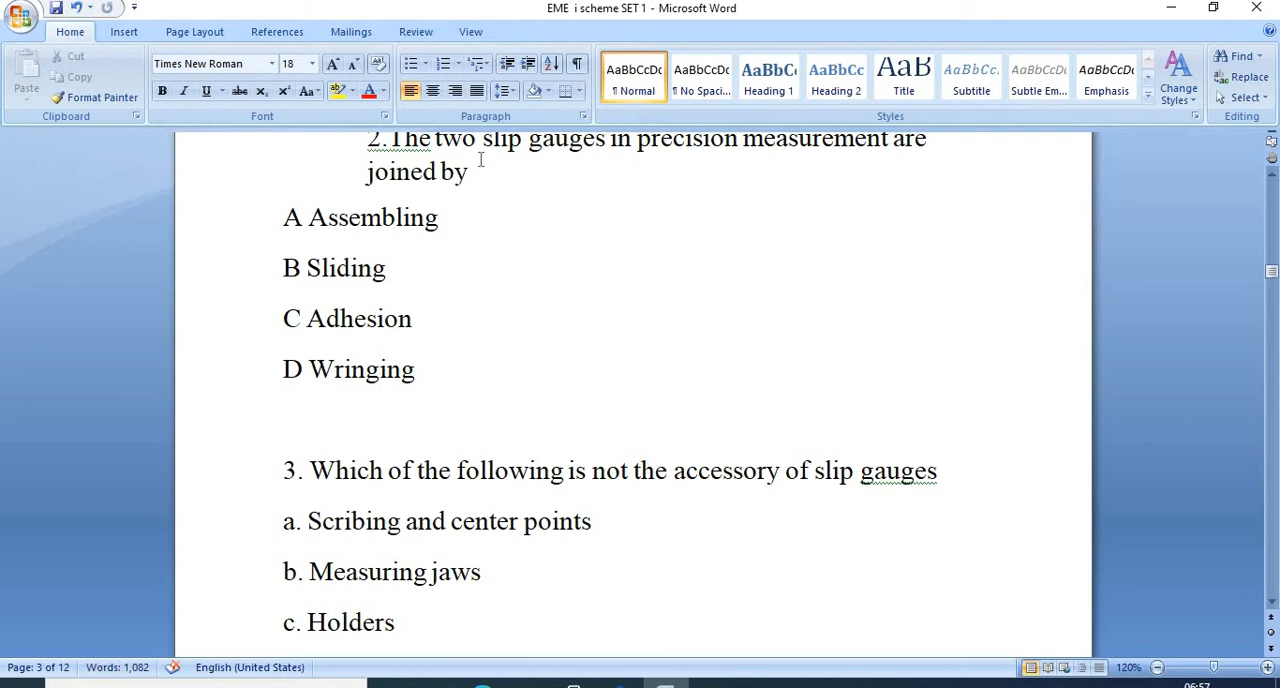 EME i scheme SET 1 - Microsoft Word
Home Insert Page Layout References Mailings Review View
Paste Cut Copy Format Painter
Times New Roman 18
AaBbCcDc AaBbCcDc AaBbC AaBbCc AaB AaBbCc. AaBbCcDc AaBbCcDc
¶ Normal ¶ No Spaci... Heading 1 Heading 2 Title Subtitle Subtle Em... Emphasis
Change Styles
Find Replace Select
Clipboard Font Paragraph Styles Editing
2.The two slip gauges in precision measurement are
joined by
A Assembling
B Sliding
C Adhesion
D Wringing
3. Which of the following is not the accessory of slip gauges
a. Scribing and center points
b. Measuring jaws
c. Holders
Page: 3 of 12 Words: 1,082 English (United States) 120%
06:57